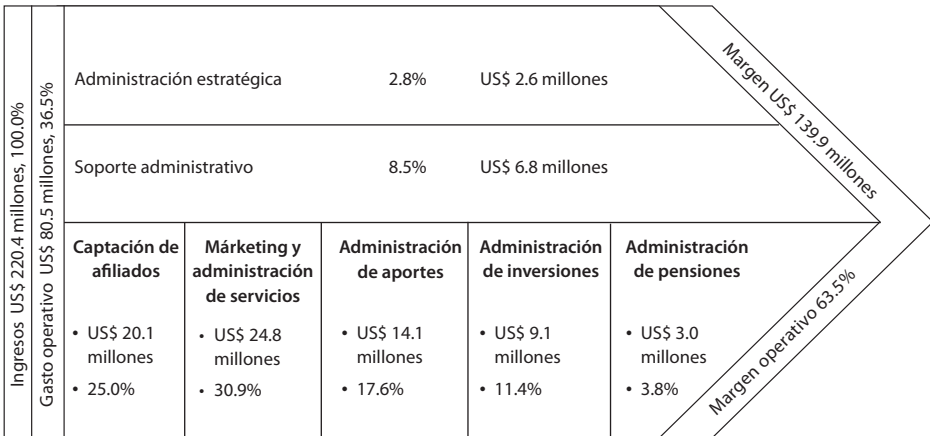 Ingresos US$ 220.4 millones, 100.0%
Gasto operativo US$ 80.5 millones, 36.5%
Administración estratégica 2.8% US$ 2.6 millones
Soporte administrativo 8.5% US$ 6.8 millones
Captación de
afiliados
• US$ 20.1
millones
• 25.0%
Márketing y
administración
de servicios
• US$ 24.8
millones
• 30.9%
Administración
de aportes
• US$ 14.1
millones
• 17.6%
Administración
de inversiones
• US$ 9.1
millones
• 11.4%
Administración
de pensiones
• US$ 3.0
millones
• 3.8%
Margen US$ 139.9 millones
Margen operativo 63.5%